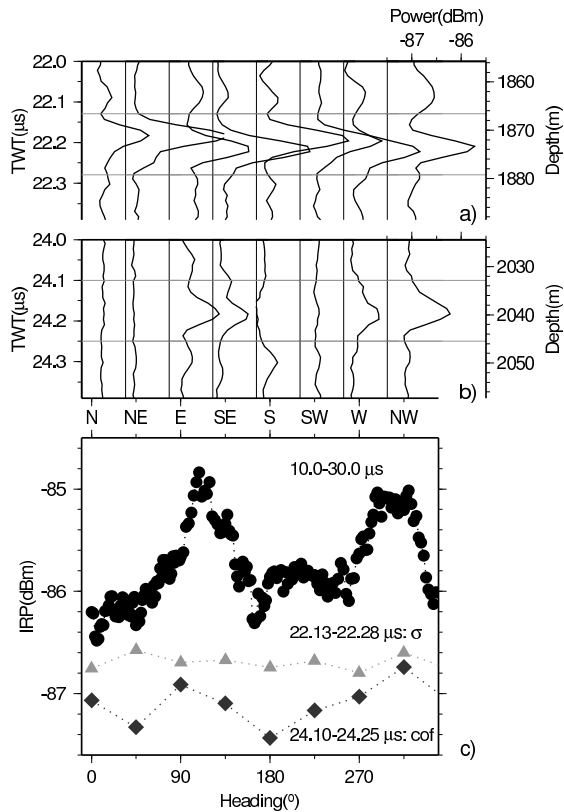 Power(dBm)
-87 -86
22.0
22.1
22.2
22.3
TWT(µs)
1860
1870
1880
Depth(m)
a)
24.0
24.1
24.2
24.3
TWT(µs)
2030
2040
2050
Depth(m)
b)
N NE E SE S SW W NW
-85
-86
-87
IRP(dBm)
10.0-30.0 µs
22.13-22.28 µs: σ
24.10-24.25 µs: cof
c)
0 90 180 270
Heading(º)